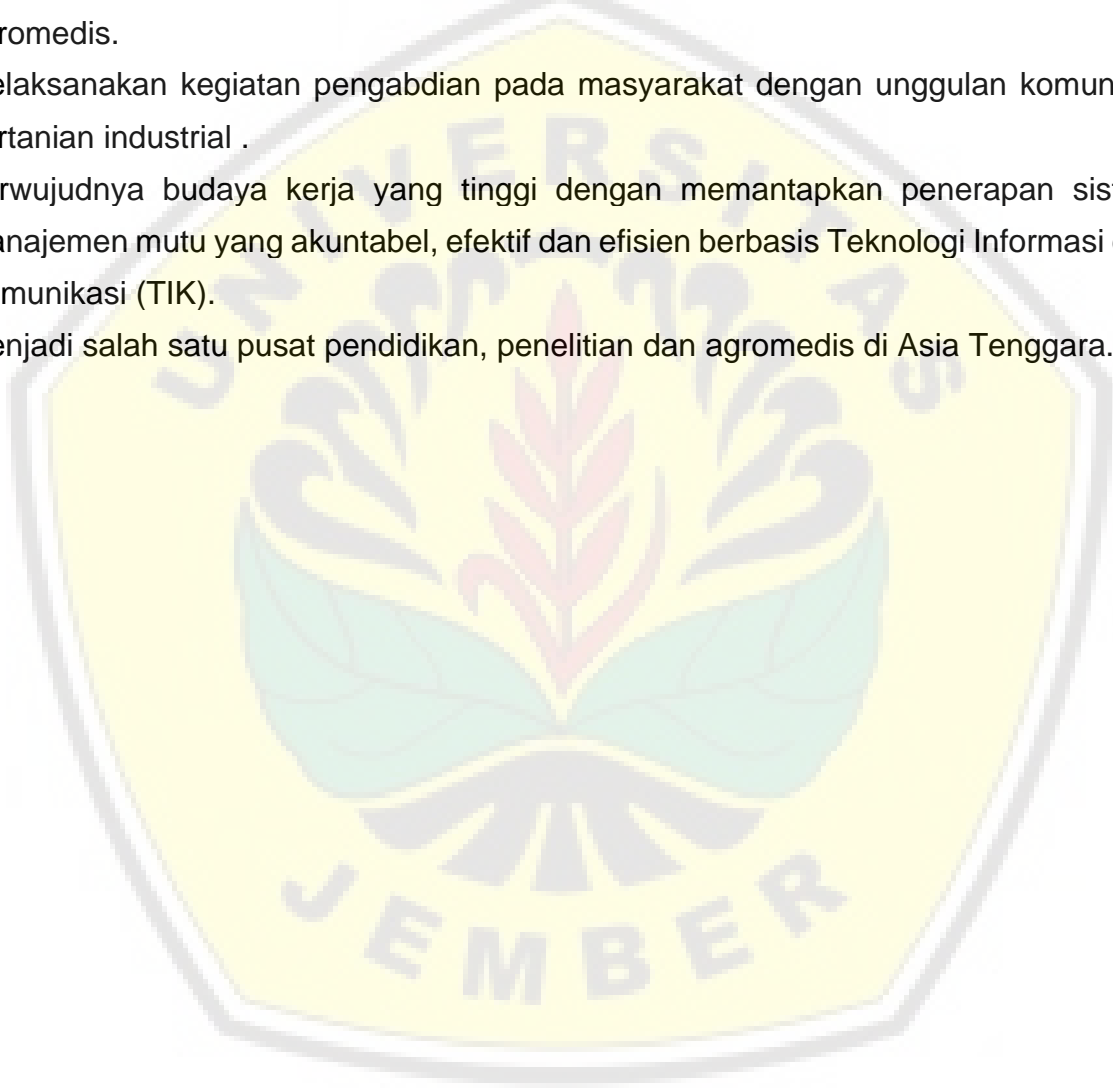 romedis.
elaksanakan kegiatan pengabdian pada masyarakat dengan unggulan komun
rtanian industrial .
rwujudnya budaya kerja yang tinggi dengan memantapkan penerapan sist
anajemen mutu yang akuntabel, efektif dan efisien berbasis Teknologi Informasi
omunikasi (TIK).
enjadi salah satu pusat pendidikan, penelitian dan agromedis di Asia Tenggara.
UNIVERSITAS
JEMBER